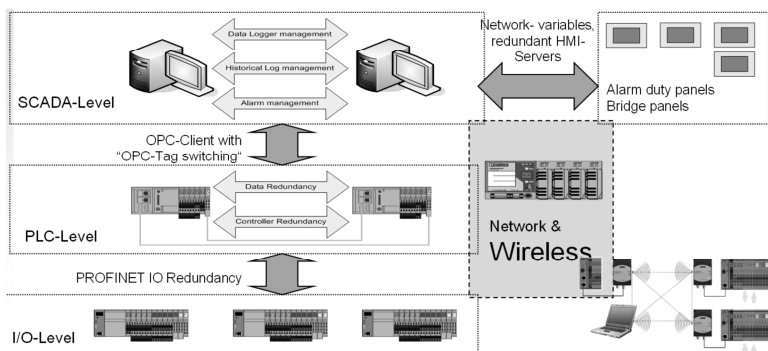 Data Logger management
Historical Log management
Alarm management
SCADA-Level
Network- variables,
redundant HMI-
Servers
Alarm duty panels
Bridge panels
OPC-Client with
"OPC-Tag switching"
Data Redundancy
Controller Redundancy
PLC-Level
Network &
Wireless
PROFINET IO Redundancy
I/O-Level